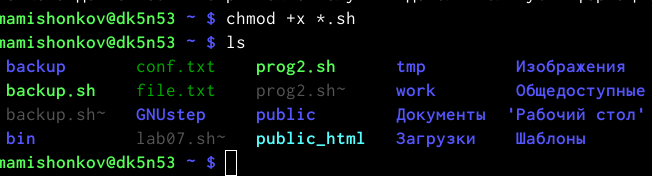 mamishonkov@dk5n53 ~ $ chmod +x *.sh
mamishonkov@dk5n53 ~ $ ls
backup conf.txt prog2.sh tmp Изображения
backup.sh file.txt prog2.sh~ work Общедоступные
backup.sh~ GNUstep public Документы 'Рабочий стол'
bin lab07.sh~ public_html Загрузки Шаблоны
mamishonkov@dk5n53 ~ $